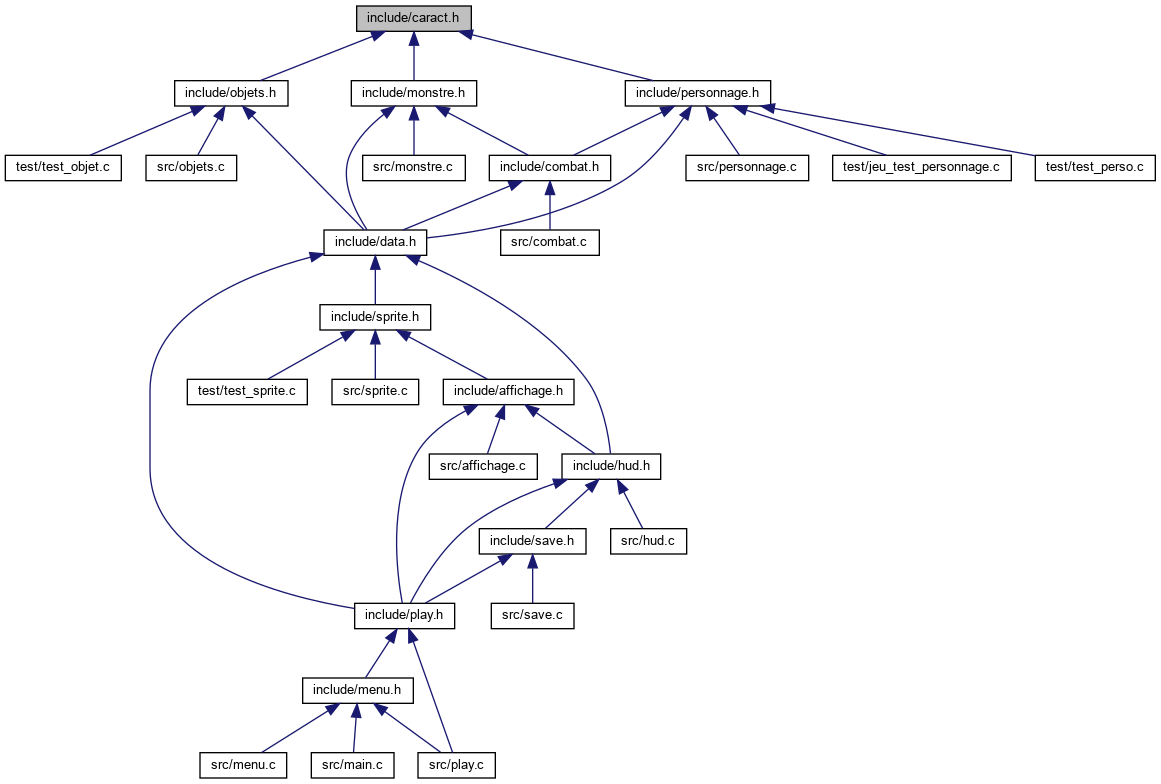 include/caract.h
include/objets.h
include/monstre.h
include/personnage.h
test/test_objet.c
src/objets.c
src/monstre.c
include/combat.h
src/personnage.c
test/jeu_test_personnage.c
test/test_perso.c
include/data.h
src/combat.c
include/sprite.h
test/test_sprite.c
src/sprite.c
include/affichage.h
src/affichage.c
include/hud.h
include/save.h
src/hud.c
include/play.h
src/save.c
include/menu.h
src/menu.c
src/main.c
src/play.c